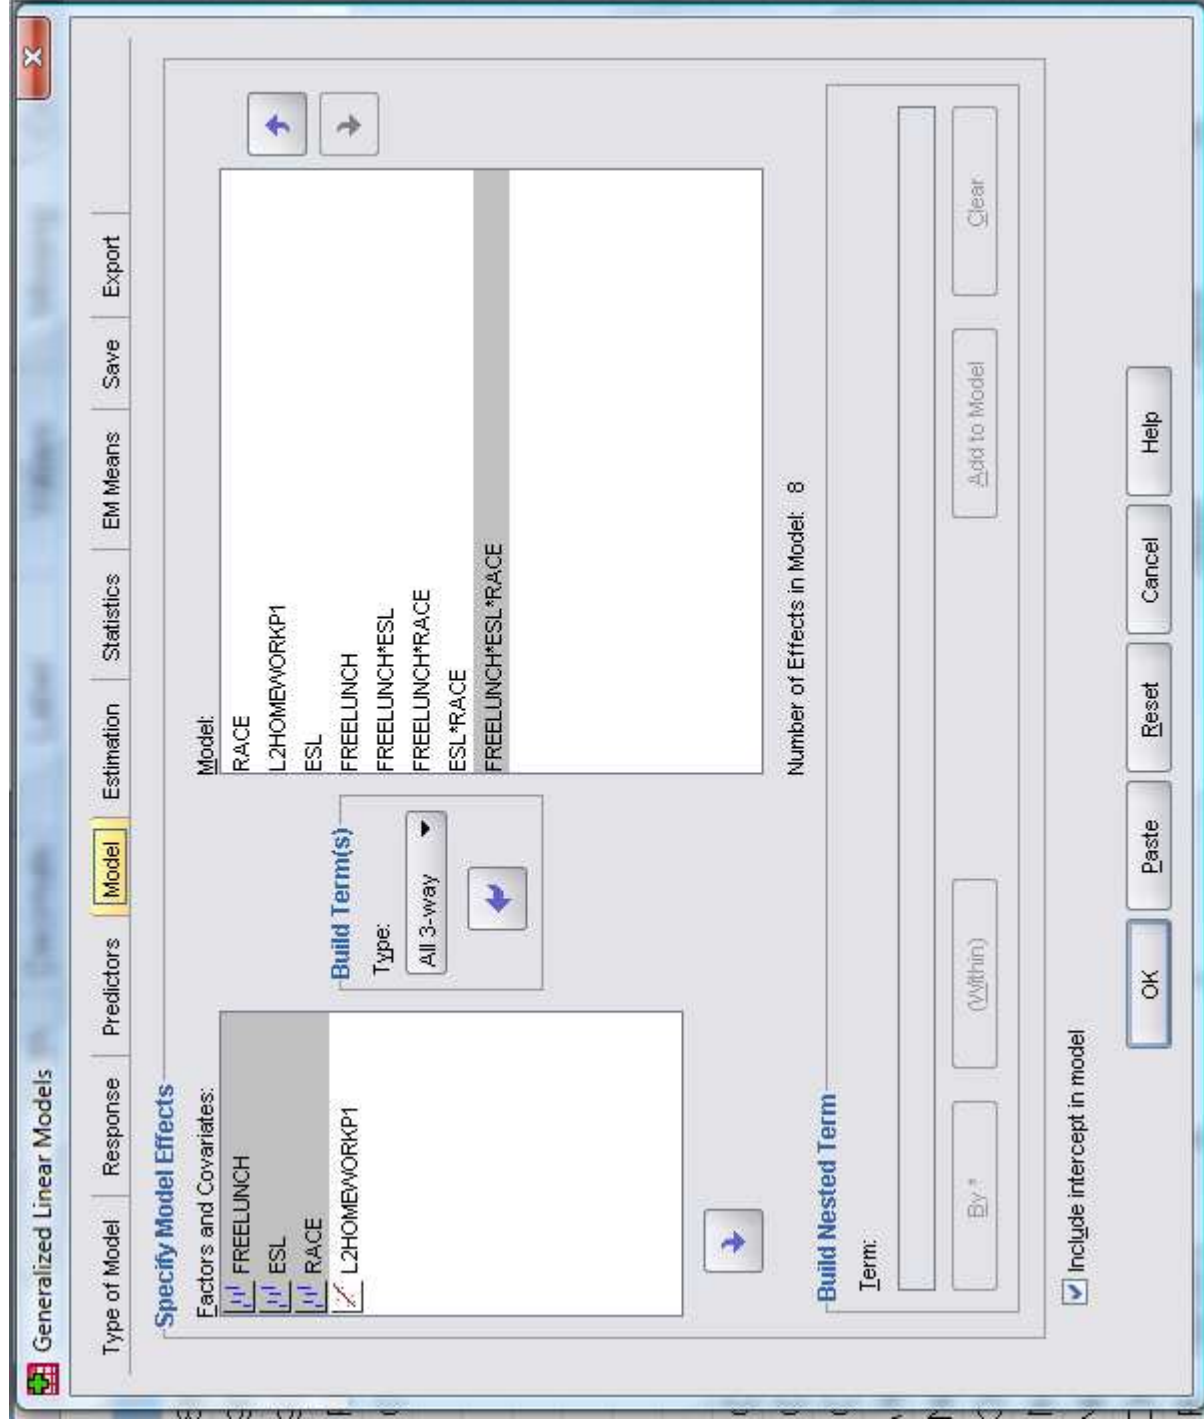 Generalized Linear Models
Type of Model
Response
Predictors
Model
Estimation
Statistics
EM Means
Save
Export
Specify Model Effects
Factors and Covariates:
FREELUNCH
ESL
RACE
L2HOMEWORKP1
Build Term(s)
Type:
All 3-way
Model:
RACE
L2HOMEWORKP1
ESL
FREELUNCH
FREELUNCH*ESL
FREELUNCH*RACE
ESL*RACE
FREELUNCH*ESL*RACE
Number of Effects in Model: 8
Build Nested Term
Term:
By *
(Within)
Add to Model
Clear
Include intercept in model
OK
Paste
Reset
Cancel
Help